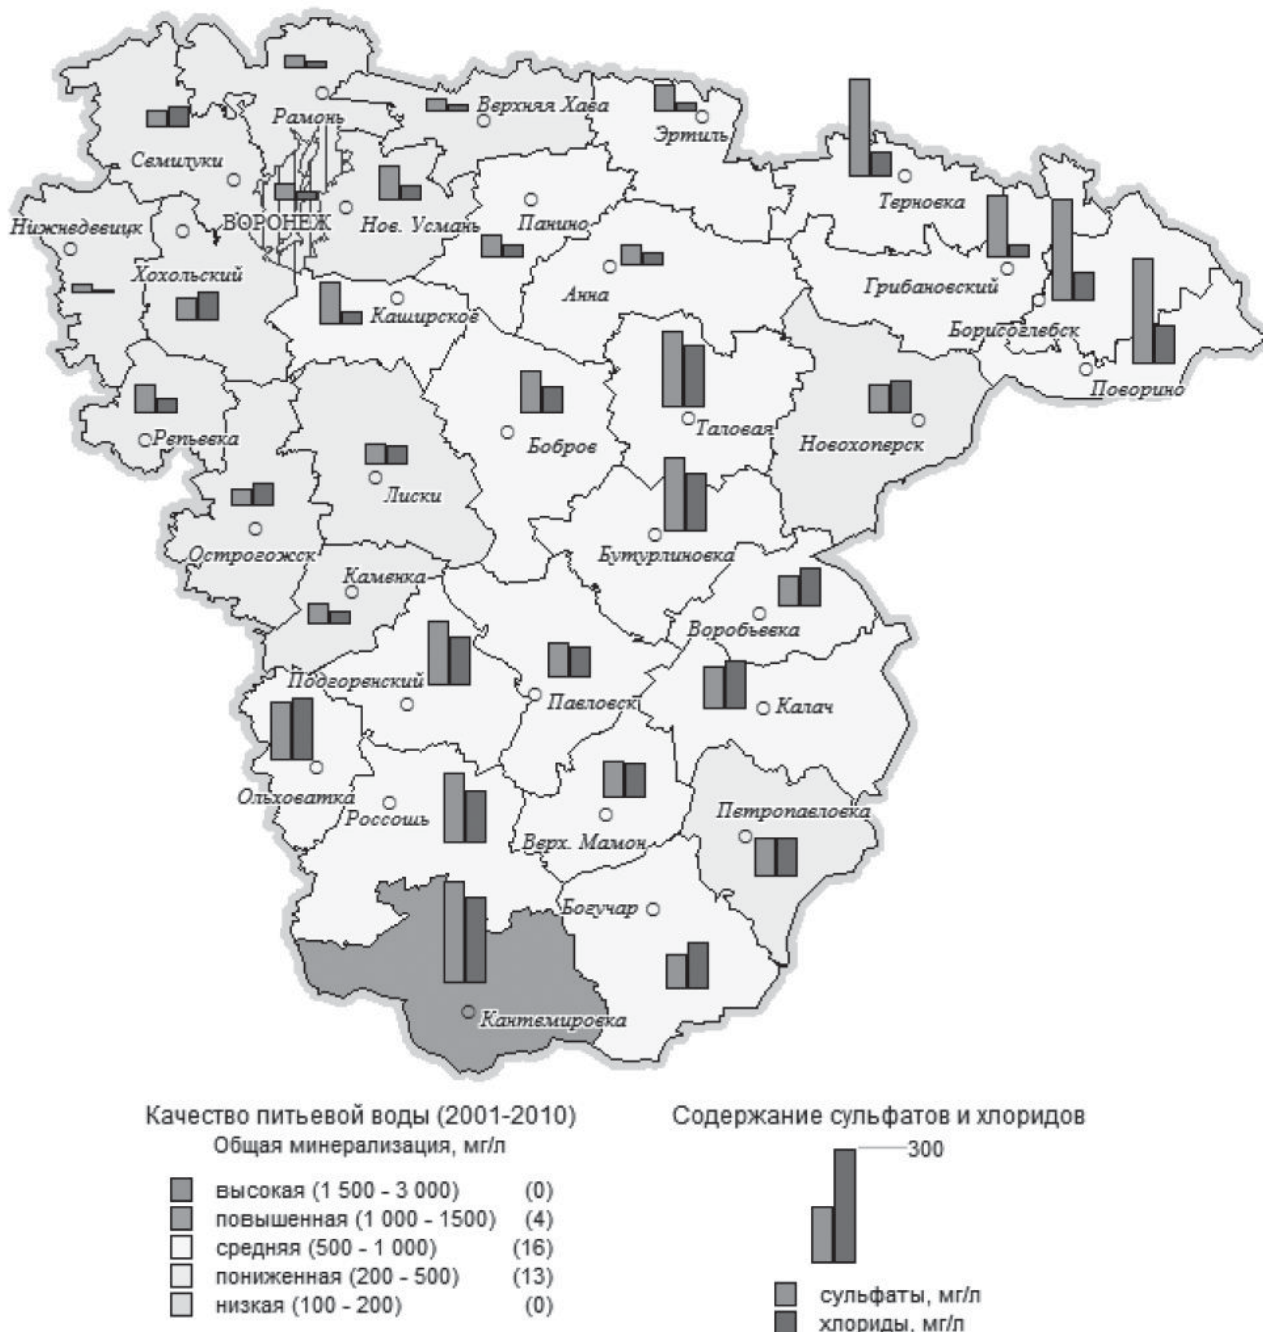 Рамонь
Верхняя Хава
Эртиль
Семилуки
Терновка
Нижнедевицк
ВОРОНЕЖ
Нов. Усмань
Панино
Хохольский
Каширское
Анна
Грибановский
Борисоглебск
Поворино
Репьевка
Бобров
Таловая
Новохоперск
Лиски
Острогожск
Бутурлиновка
Каменка
Воробьевка
Подгоренский
Павловск
Калач
Ольховатка
Россошь
Верх. Мамон
Петропавловка
Богучар
Кантемировка
Качество питьевой воды (2001-2010)
Общая минерализация, мг/л
высокая (1 500 - 3 000) (0)
повышенная (1 000 - 1500) (4)
средняя (500 - 1 000) (16)
пониженная (200 - 500) (13)
низкая (100 - 200) (0)
Содержание сульфатов и хлоридов
300
сульфаты, мг/л
хлориды, мг/л